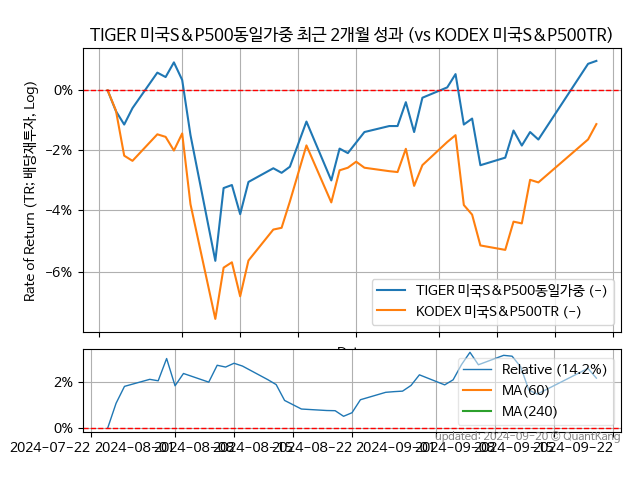 TIGER 미국S&P500동일가중 최근 2개월 성과 (vs KODEX 미국S&P500TR)
Rate of Return (TR: 배당재투자, Log)
0%
−2%
−4%
−6%
TIGER 미국S&P500동일가중 (-)
KODEX 미국S&P500TR (-)
2%
0%
Relative (14.2%)
MA(60)
MA(240)
updated: 2024-09-20 © QuantKang
2024-07-22
2024-08-01
2024-08-08
2024-08-15
2024-08-22
2024-09-01
2024-09-08
2024-09-15
2024-09-22